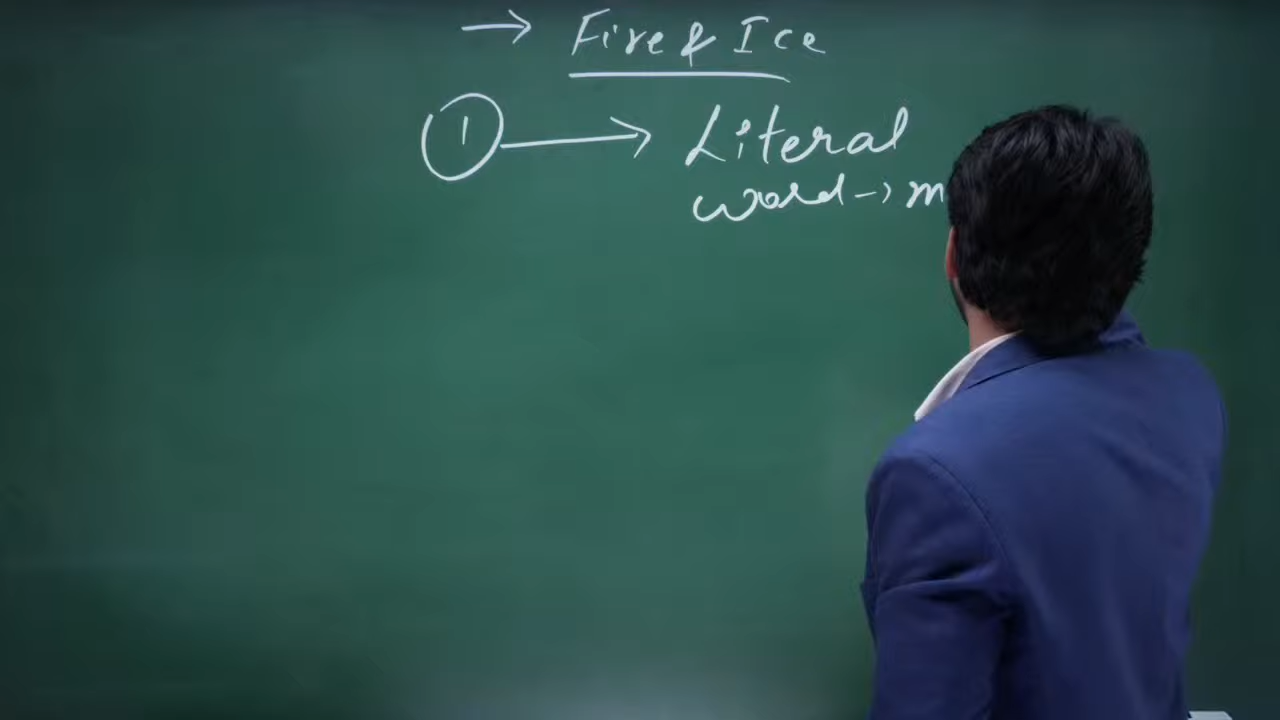 → Fire & Ice
① → Literal
word → m